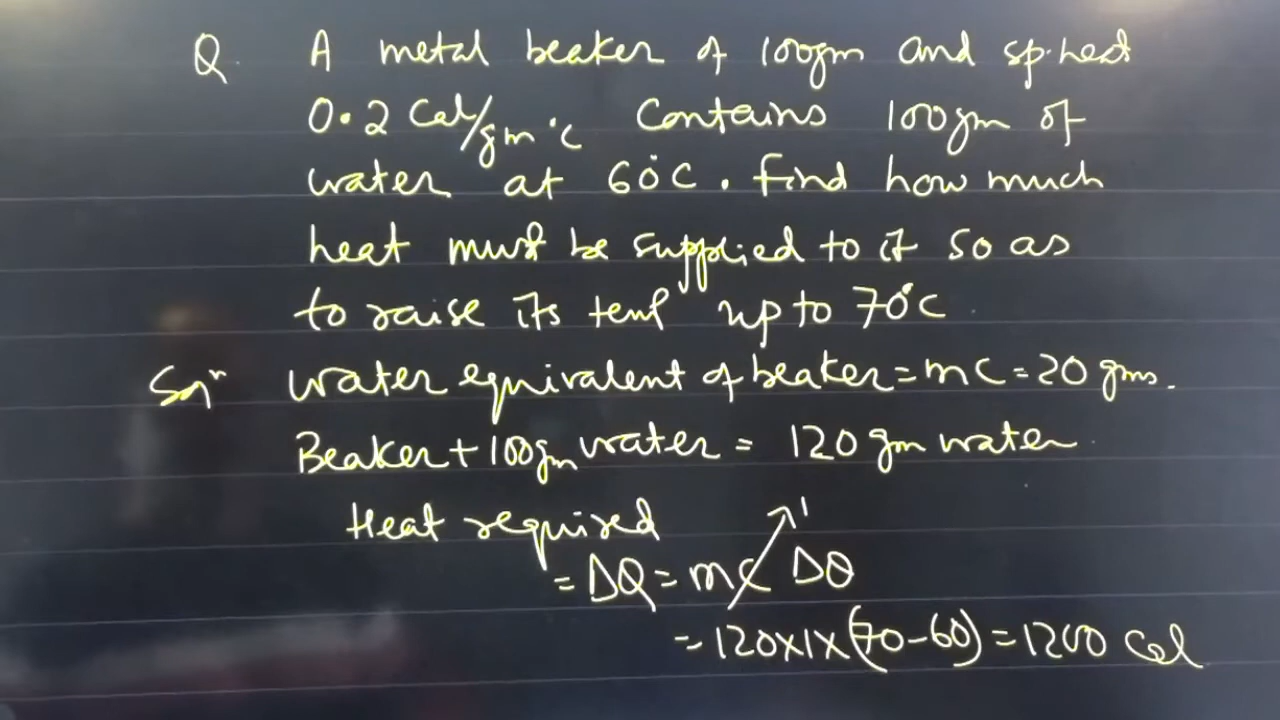 Q. A metal beaker of 100gm and sp.heat
0.2 Cal/gm°c Contains 100gm of
water at 60°C. find how much
heat must be supplied to it so as
to raise its temp up to 70°C
Solⁿ water equivalent of beaker = mc = 20 gms.
Beaker + 100gm water = 120 gm water
Heat required
= ΔQ = mc↗1 Δθ
= 120x1x(70-60) = 1200 Cal